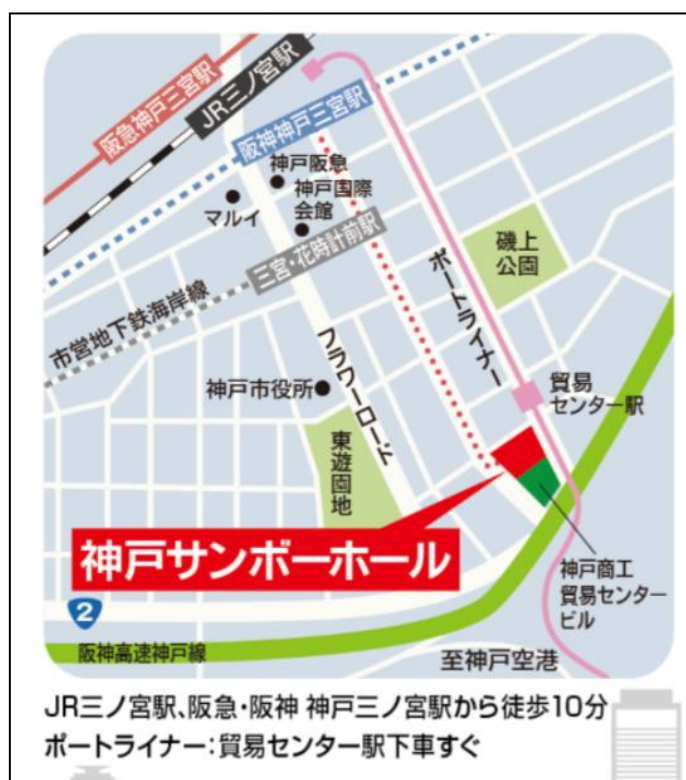 阪急神戸三宮駅
JR三ノ宮駅
阪神神戸三宮駅
神戸阪急
神戸国際
会館
マルイ
三宮・花時計前駅
市営地下鉄海岸線
ポートライナー
磯上
公園
フラワーロード
神戸市役所
貿易
センター駅
東遊園地
神戸サンボーホール
神戸商工
貿易センター
ビル
2
阪神高速神戸線
至神戸空港
JR三ノ宮駅、阪急・阪神 神戸三ノ宮駅から徒歩10分
ポートライナー:貿易センター駅下車すぐ